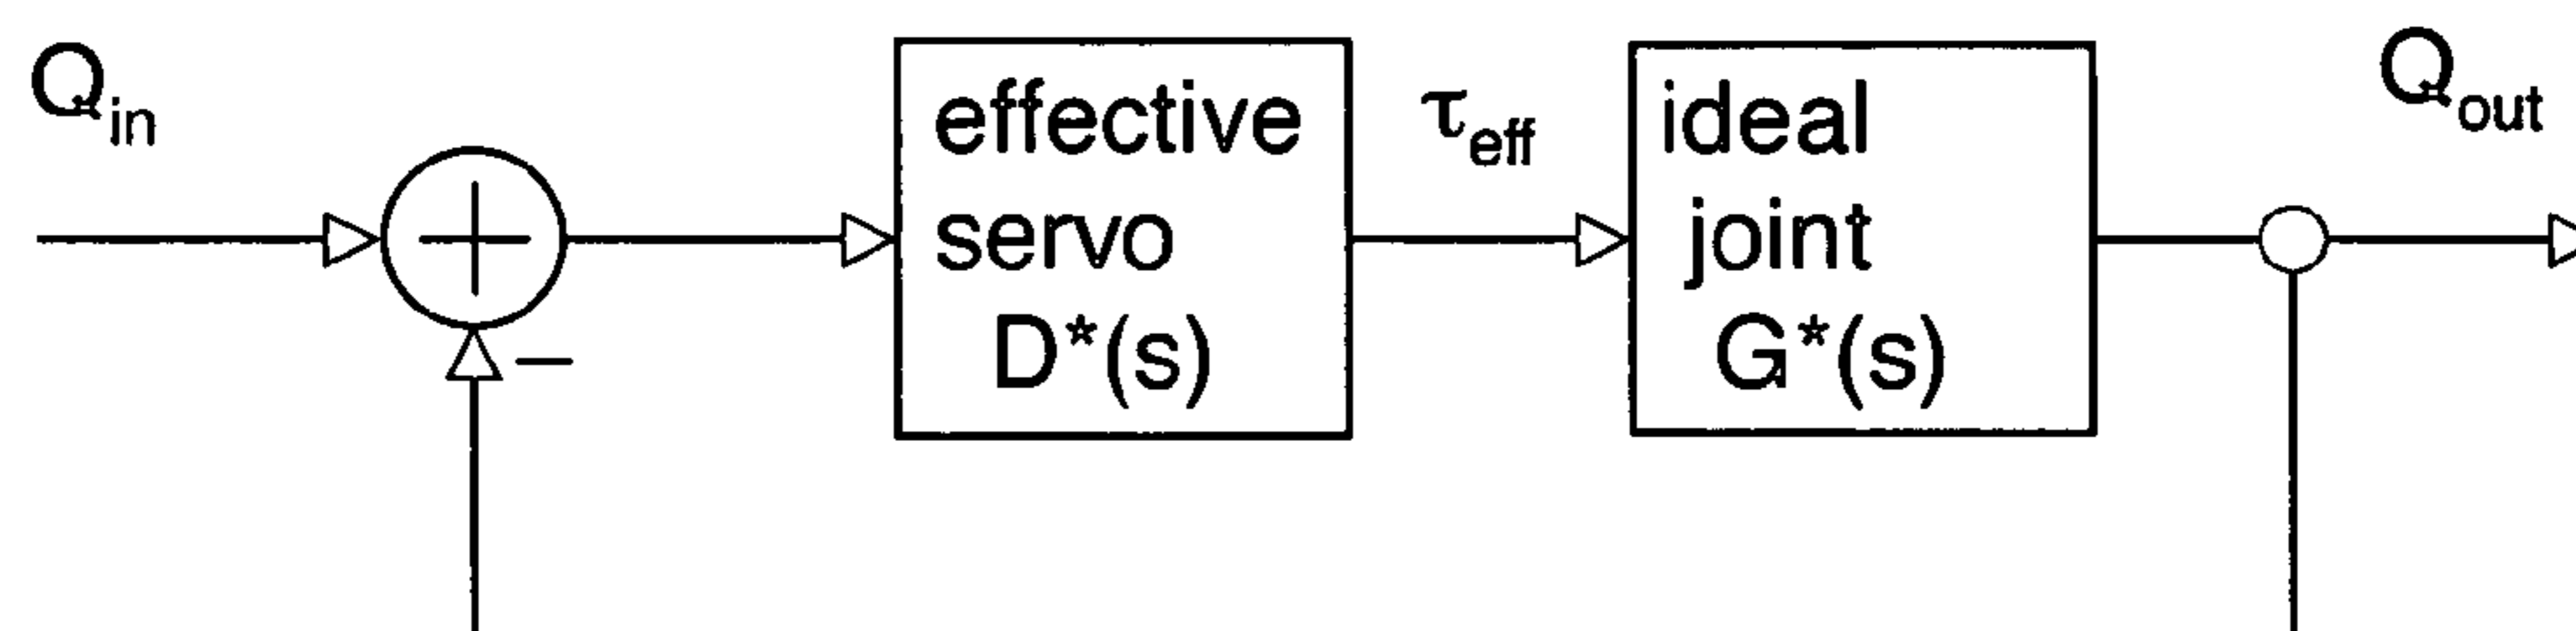 Q_in
effective
servo
D*(s)
τ_eff
ideal
joint
G*(s)
Q_out
−